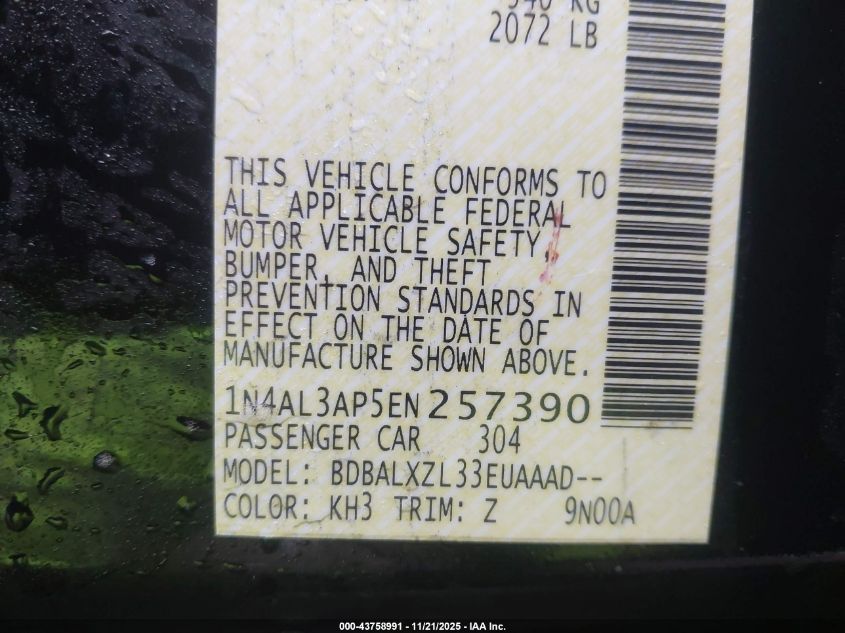 2072 LB
THIS VEHICLE CONFORMS TO
ALL APPLICABLE FEDERAL
MOTOR VEHICLE SAFETY,
BUMPER, AND THEFT
PREVENTION STANDARDS IN
EFFECT ON THE DATE OF
MANUFACTURE SHOWN ABOVE.
1N4AL3AP5EN257390
PASSENGER CAR 304
MODEL: BDBALXZL33EUAAAD--
COLOR: KH3 TRIM: Z 9N00A
000-43758991 - 11/21/2025 - IAA Inc.